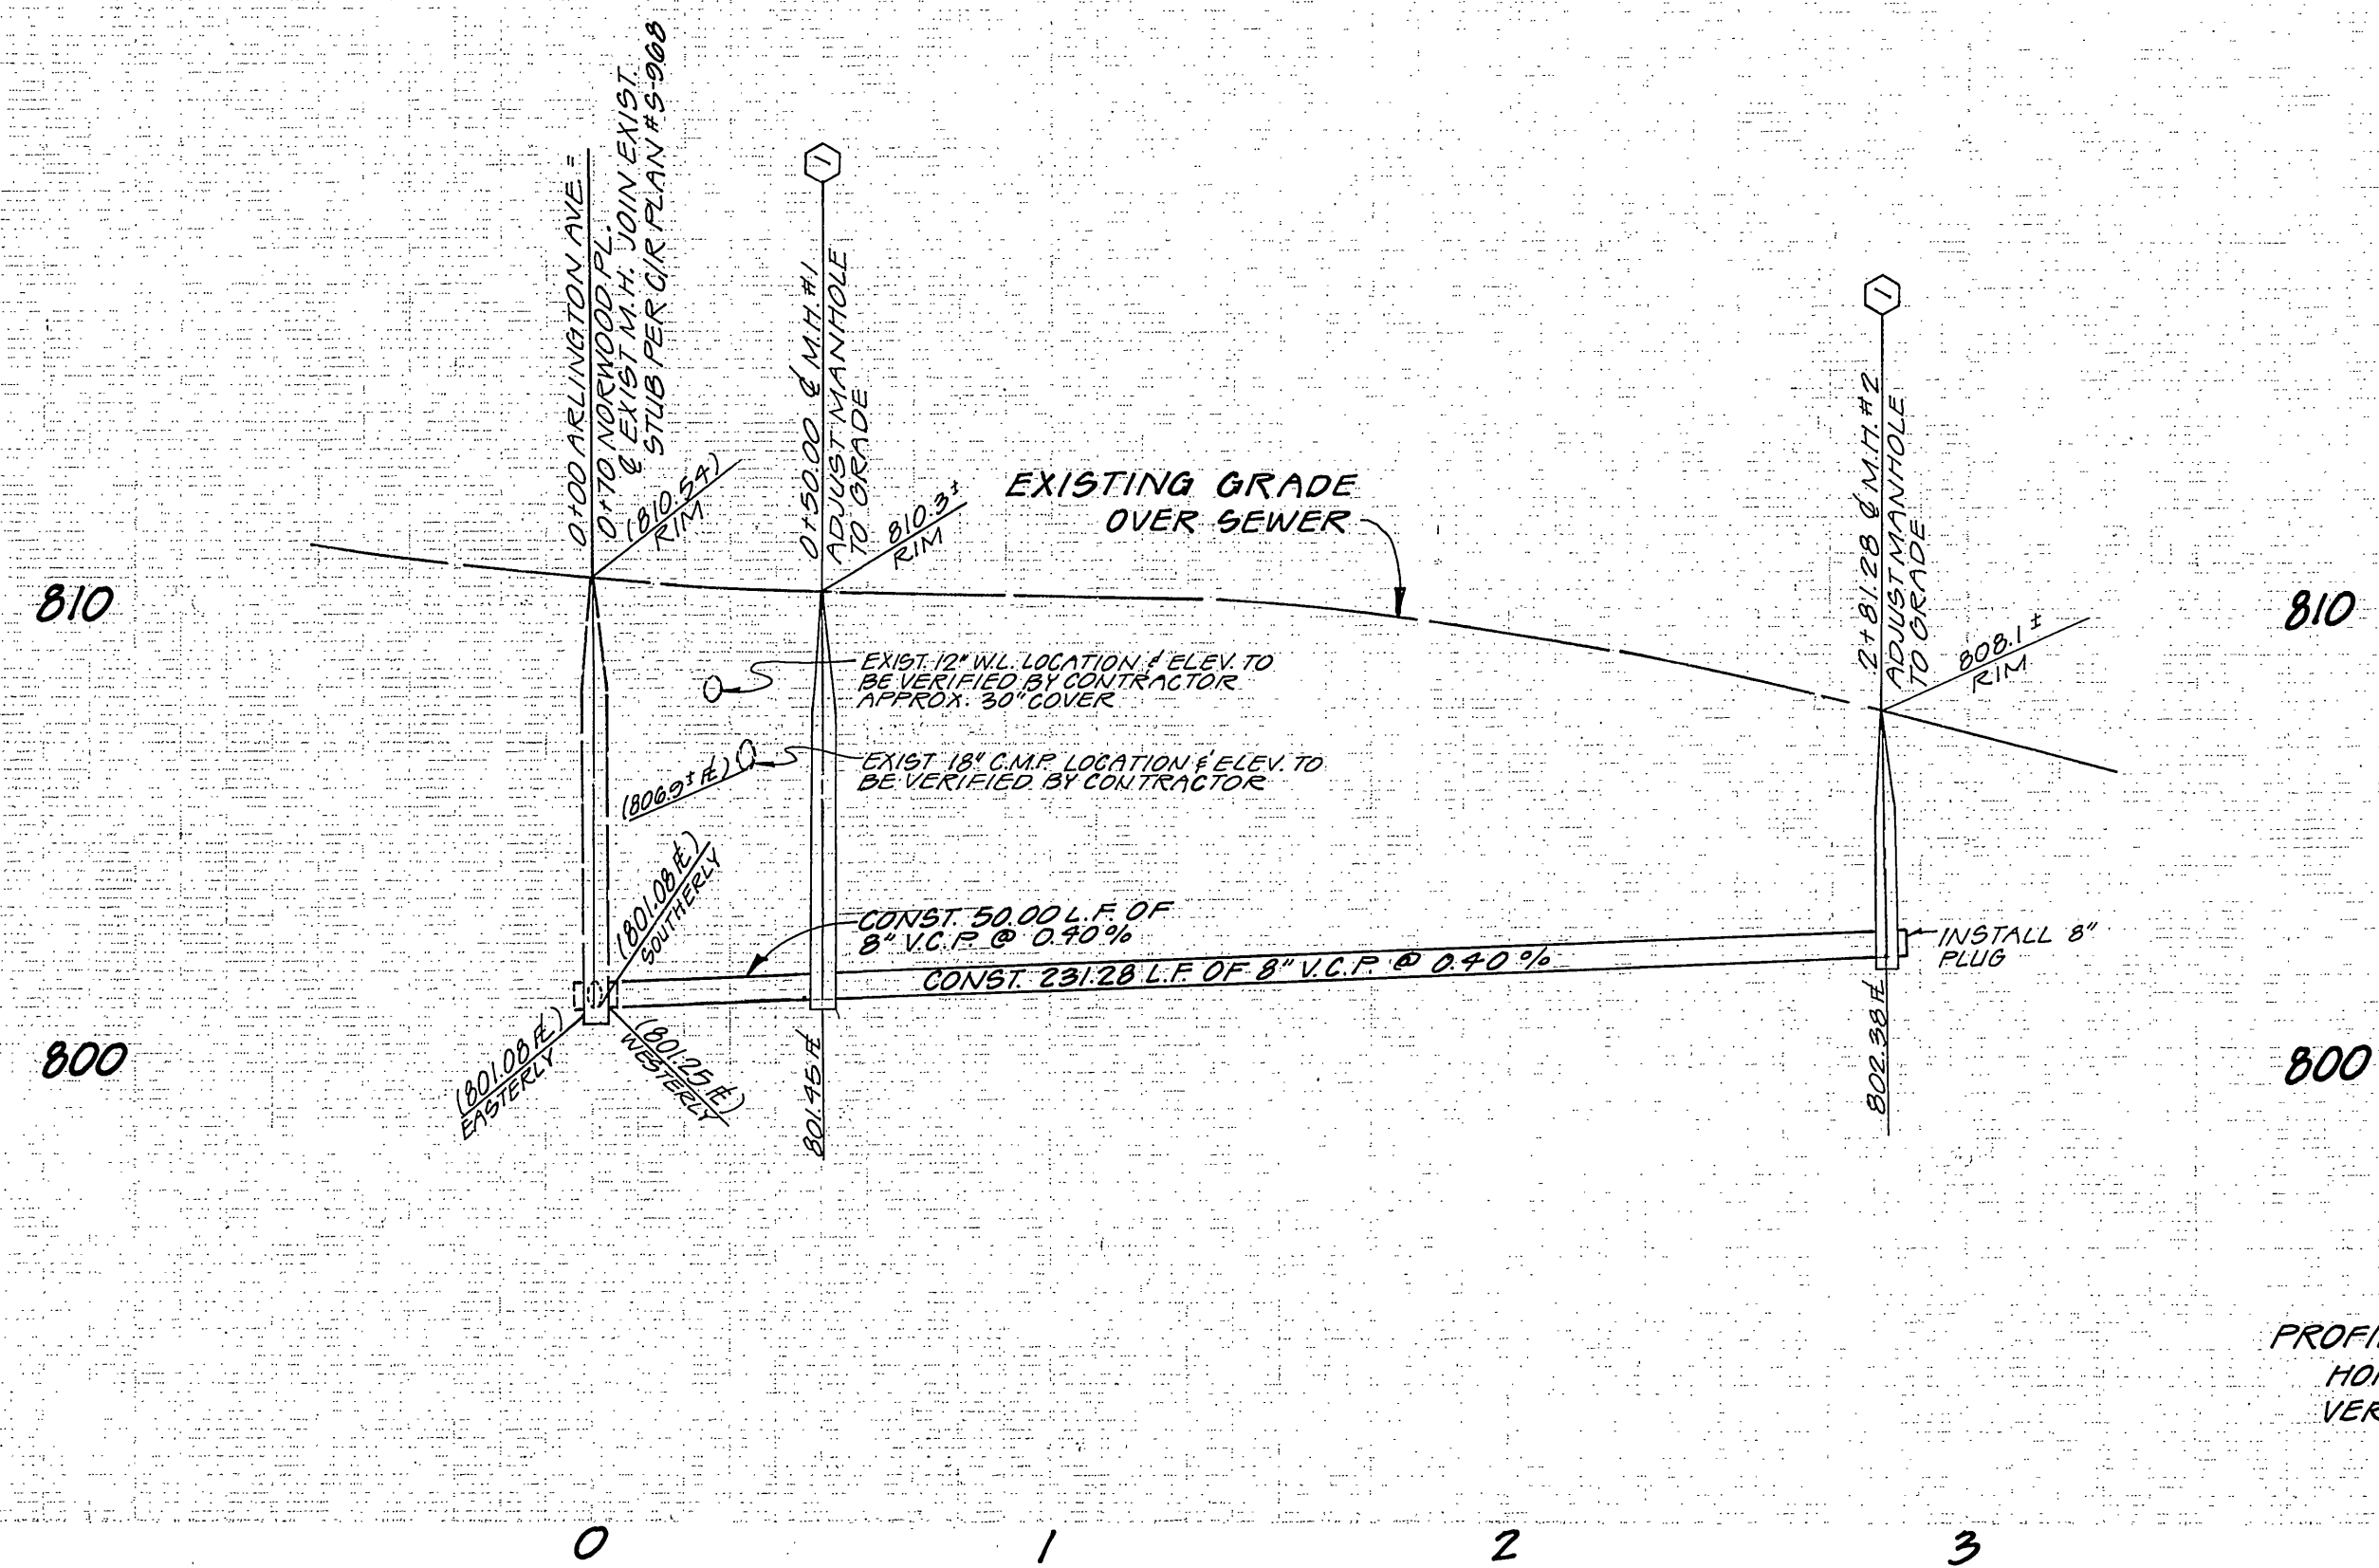 0+00 ARLINGTON AVE. =
0+70 NORWOOD PL.
℄ EXIST M.H. JOIN EXIST.
STUB PER C/R PLAN # S-968
(810.54)
RIM
1
0+50.00 ℄ M.H. #1
ADJUST MANHOLE
TO GRADE
810.3±
RIM
EXISTING GRADE
OVER SEWER
1
2+81.28 ℄ M.H. #2
ADJUST MANHOLE
TO GRADE
808.1±
RIM
810
810
EXIST. 12" W.L. LOCATION & ELEV. TO
BE VERIFIED BY CONTRACTOR
APPROX. 30" COVER
(806.9± ℄)
EXIST 18" C.M.P. LOCATION & ELEV. TO
BE VERIFIED BY CONTRACTOR
(801.08 ℄)
SOUTHERLY
CONST. 50.00 L.F. OF
8" V.C.P. @ 0.40%
CONST. 231.28 L.F. OF 8" V.C.P. @ 0.40%
INSTALL 8"
PLUG
800
800
(801.08 ℄)
EASTERLY
(801.25 ℄)
WESTERLY
801.45 ℄
802.38 ℄
PROFI
HOR
VER
0 1 2 3